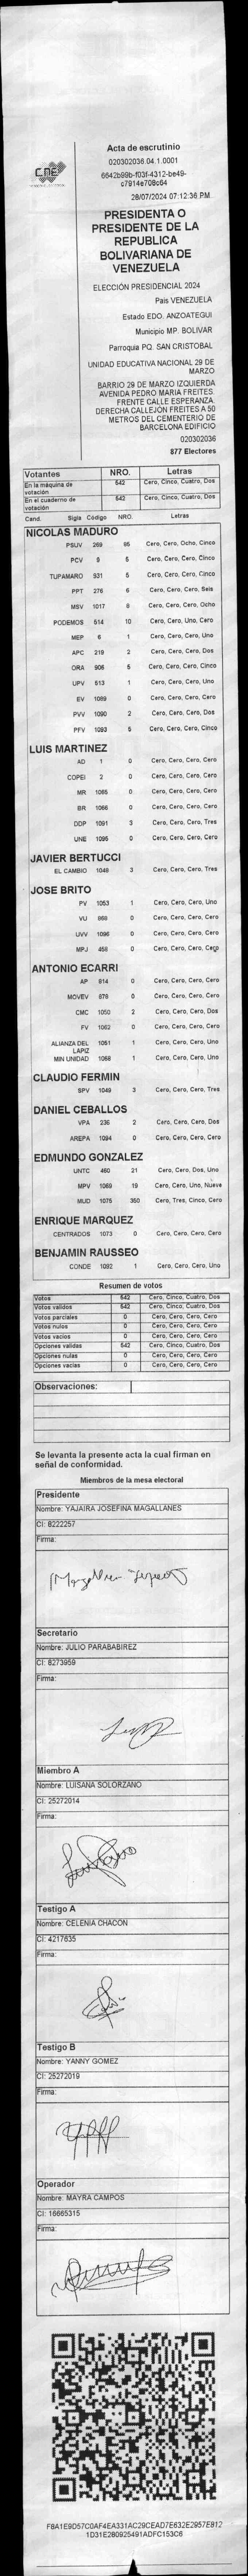 CNE
Acta de escrutinio
020302036.04.1.0001
6642b99b-f03f-4312-be49-
c7914e708c64
28/07/2024 07:12:36 PM
PRESIDENTA O
PRESIDENTE DE LA
REPUBLICA
BOLIVARIANA DE
VENEZUELA
ELECCIÓN PRESIDENCIAL 2024
Pais VENEZUELA
Estado EDO. ANZOATEGUI
Municipio MP. BOLIVAR
Parroquia PQ. SAN CRISTOBAL
UNIDAD EDUCATIVA NACIONAL 29 DE
MARZO
BARRIO 29 DE MARZO IZQUIERDA
AVENIDA PEDRO MARIA FREITES.
FRENTE CALLE ESPERANZA.
DERECHA CALLEJON FREITES A 50
METROS DEL CEMENTERIO DE
BARCELONA EDIFICIO
020302036
877 Electores
Votantes NRO. Letras
En la máquina de votación 542 Cero, Cinco, Cuatro, Dos
En el cuaderno de votación 542 Cero, Cinco, Cuatro, Dos
Cand. Sigla Código NRO. Letras
NICOLAS MADURO
PSUV 269 85 Cero, Cero, Ocho, Cinco
PCV 9 5 Cero, Cero, Cero, Cinco
TUPAMARO 931 5 Cero, Cero, Cero, Cinco
PPT 276 6 Cero, Cero, Cero, Seis
MSV 1017 8 Cero, Cero, Cero, Ocho
PODEMOS 514 10 Cero, Cero, Uno, Cero
MEP 6 1 Cero, Cero, Cero, Uno
APC 219 2 Cero, Cero, Cero, Dos
ORA 906 5 Cero, Cero, Cero, Cinco
UPV 513 1 Cero, Cero, Cero, Uno
EV 1089 0 Cero, Cero, Cero, Cero
PVV 1090 2 Cero, Cero, Cero, Dos
PFV 1093 5 Cero, Cero, Cero, Cinco
LUIS MARTINEZ
AD 1 0 Cero, Cero, Cero, Cero
COPEI 2 0 Cero, Cero, Cero, Cero
MR 1065 0 Cero, Cero, Cero, Cero
BR 1066 0 Cero, Cero, Cero, Cero
DDP 1091 3 Cero, Cero, Cero, Tres
UNE 1095 0 Cero, Cero, Cero, Cero
JAVIER BERTUCCI
EL CAMBIO 1048 3 Cero, Cero, Cero, Tres
JOSE BRITO
PV 1053 1 Cero, Cero, Cero, Uno
VU 868 0 Cero, Cero, Cero, Cero
UVV 1096 0 Cero, Cero, Cero, Cero
MPJ 458 0 Cero, Cero, Cero, Cero
ANTONIO ECARRI
AP 914 0 Cero, Cero, Cero, Cero
MOVEV 878 0 Cero, Cero, Cero, Cero
CMC 1050 2 Cero, Cero, Cero, Dos
FV 1062 0 Cero, Cero, Cero, Cero
ALIANZA DEL LAPIZ 1051 1 Cero, Cero, Cero, Uno
MIN UNIDAD 1068 1 Cero, Cero, Cero, Uno
CLAUDIO FERMIN
SPV 1049 3 Cero, Cero, Cero, Tres
DANIEL CEBALLOS
VPA 236 2 Cero, Cero, Cero, Dos
AREPA 1094 0 Cero, Cero, Cero, Cero
EDMUNDO GONZALEZ
UNTC 460 21 Cero, Cero, Dos, Uno
MPV 1069 19 Cero, Cero, Uno, Nueve
MUD 1075 350 Cero, Tres, Cinco, Cero
ENRIQUE MARQUEZ
CENTRADOS 1073 0 Cero, Cero, Cero, Cero
BENJAMIN RAUSSEO
CONDE 1092 1 Cero, Cero, Cero, Uno
Resumen de votos
Votos 542 Cero, Cinco, Cuatro, Dos
Votos validos 542 Cero, Cinco, Cuatro, Dos
Votos parciales 0 Cero, Cero, Cero, Cero
Votos nulos 0 Cero, Cero, Cero, Cero
Votos vacios 0 Cero, Cero, Cero, Cero
Opciones validas 542 Cero, Cinco, Cuatro, Dos
Opciones nulas 0 Cero, Cero, Cero, Cero
Opciones vacias 0 Cero, Cero, Cero, Cero
Observaciones:
Se levanta la presente acta la cual firman en
señal de conformidad.
Miembros de la mesa electoral
Presidente
Nombre: YAJAIRA JOSEFINA MAGALLANES
CI: 8222257
Firma:
Secretario
Nombre: JULIO PARABABIREZ
CI: 8273959
Firma:
Miembro A
Nombre: LUISANA SOLORZANO
CI: 25272014
Firma:
Testigo A
Nombre: CELENIA CHACON
CI: 4217635
Firma:
Testigo B
Nombre: YANNY GOMEZ
CI: 25272019
Firma:
Operador
Nombre: MAYRA CAMPOS
CI: 16665315
Firma:
F8A1E9D57C0AF4EA331AC29CEAD7E632E2957E812
1D31E280925491ADFC153C6